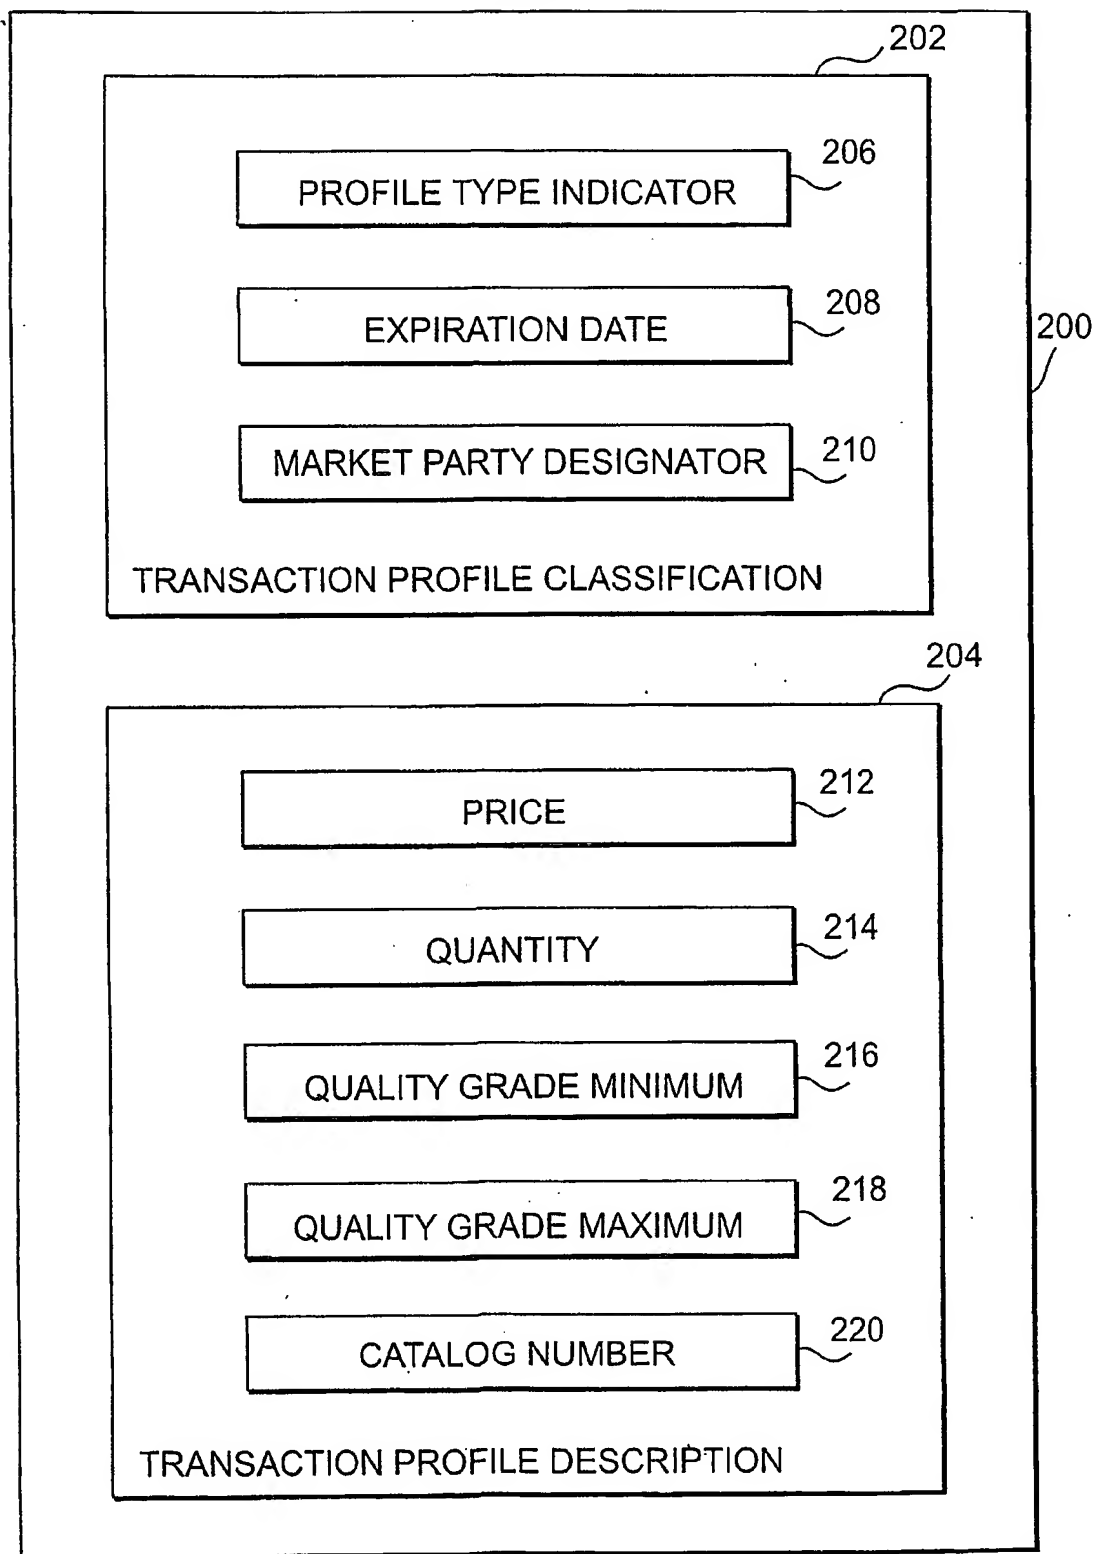 202
206
PROFILE TYPE INDICATOR
208
EXPIRATION DATE
200
210
MARKET PARTY DESIGNATOR
TRANSACTION PROFILE CLASSIFICATION
204
212
PRICE
214
QUANTITY
216
QUALITY GRADE MINIMUM
218
QUALITY GRADE MAXIMUM
220
CATALOG NUMBER
TRANSACTION PROFILE DESCRIPTION